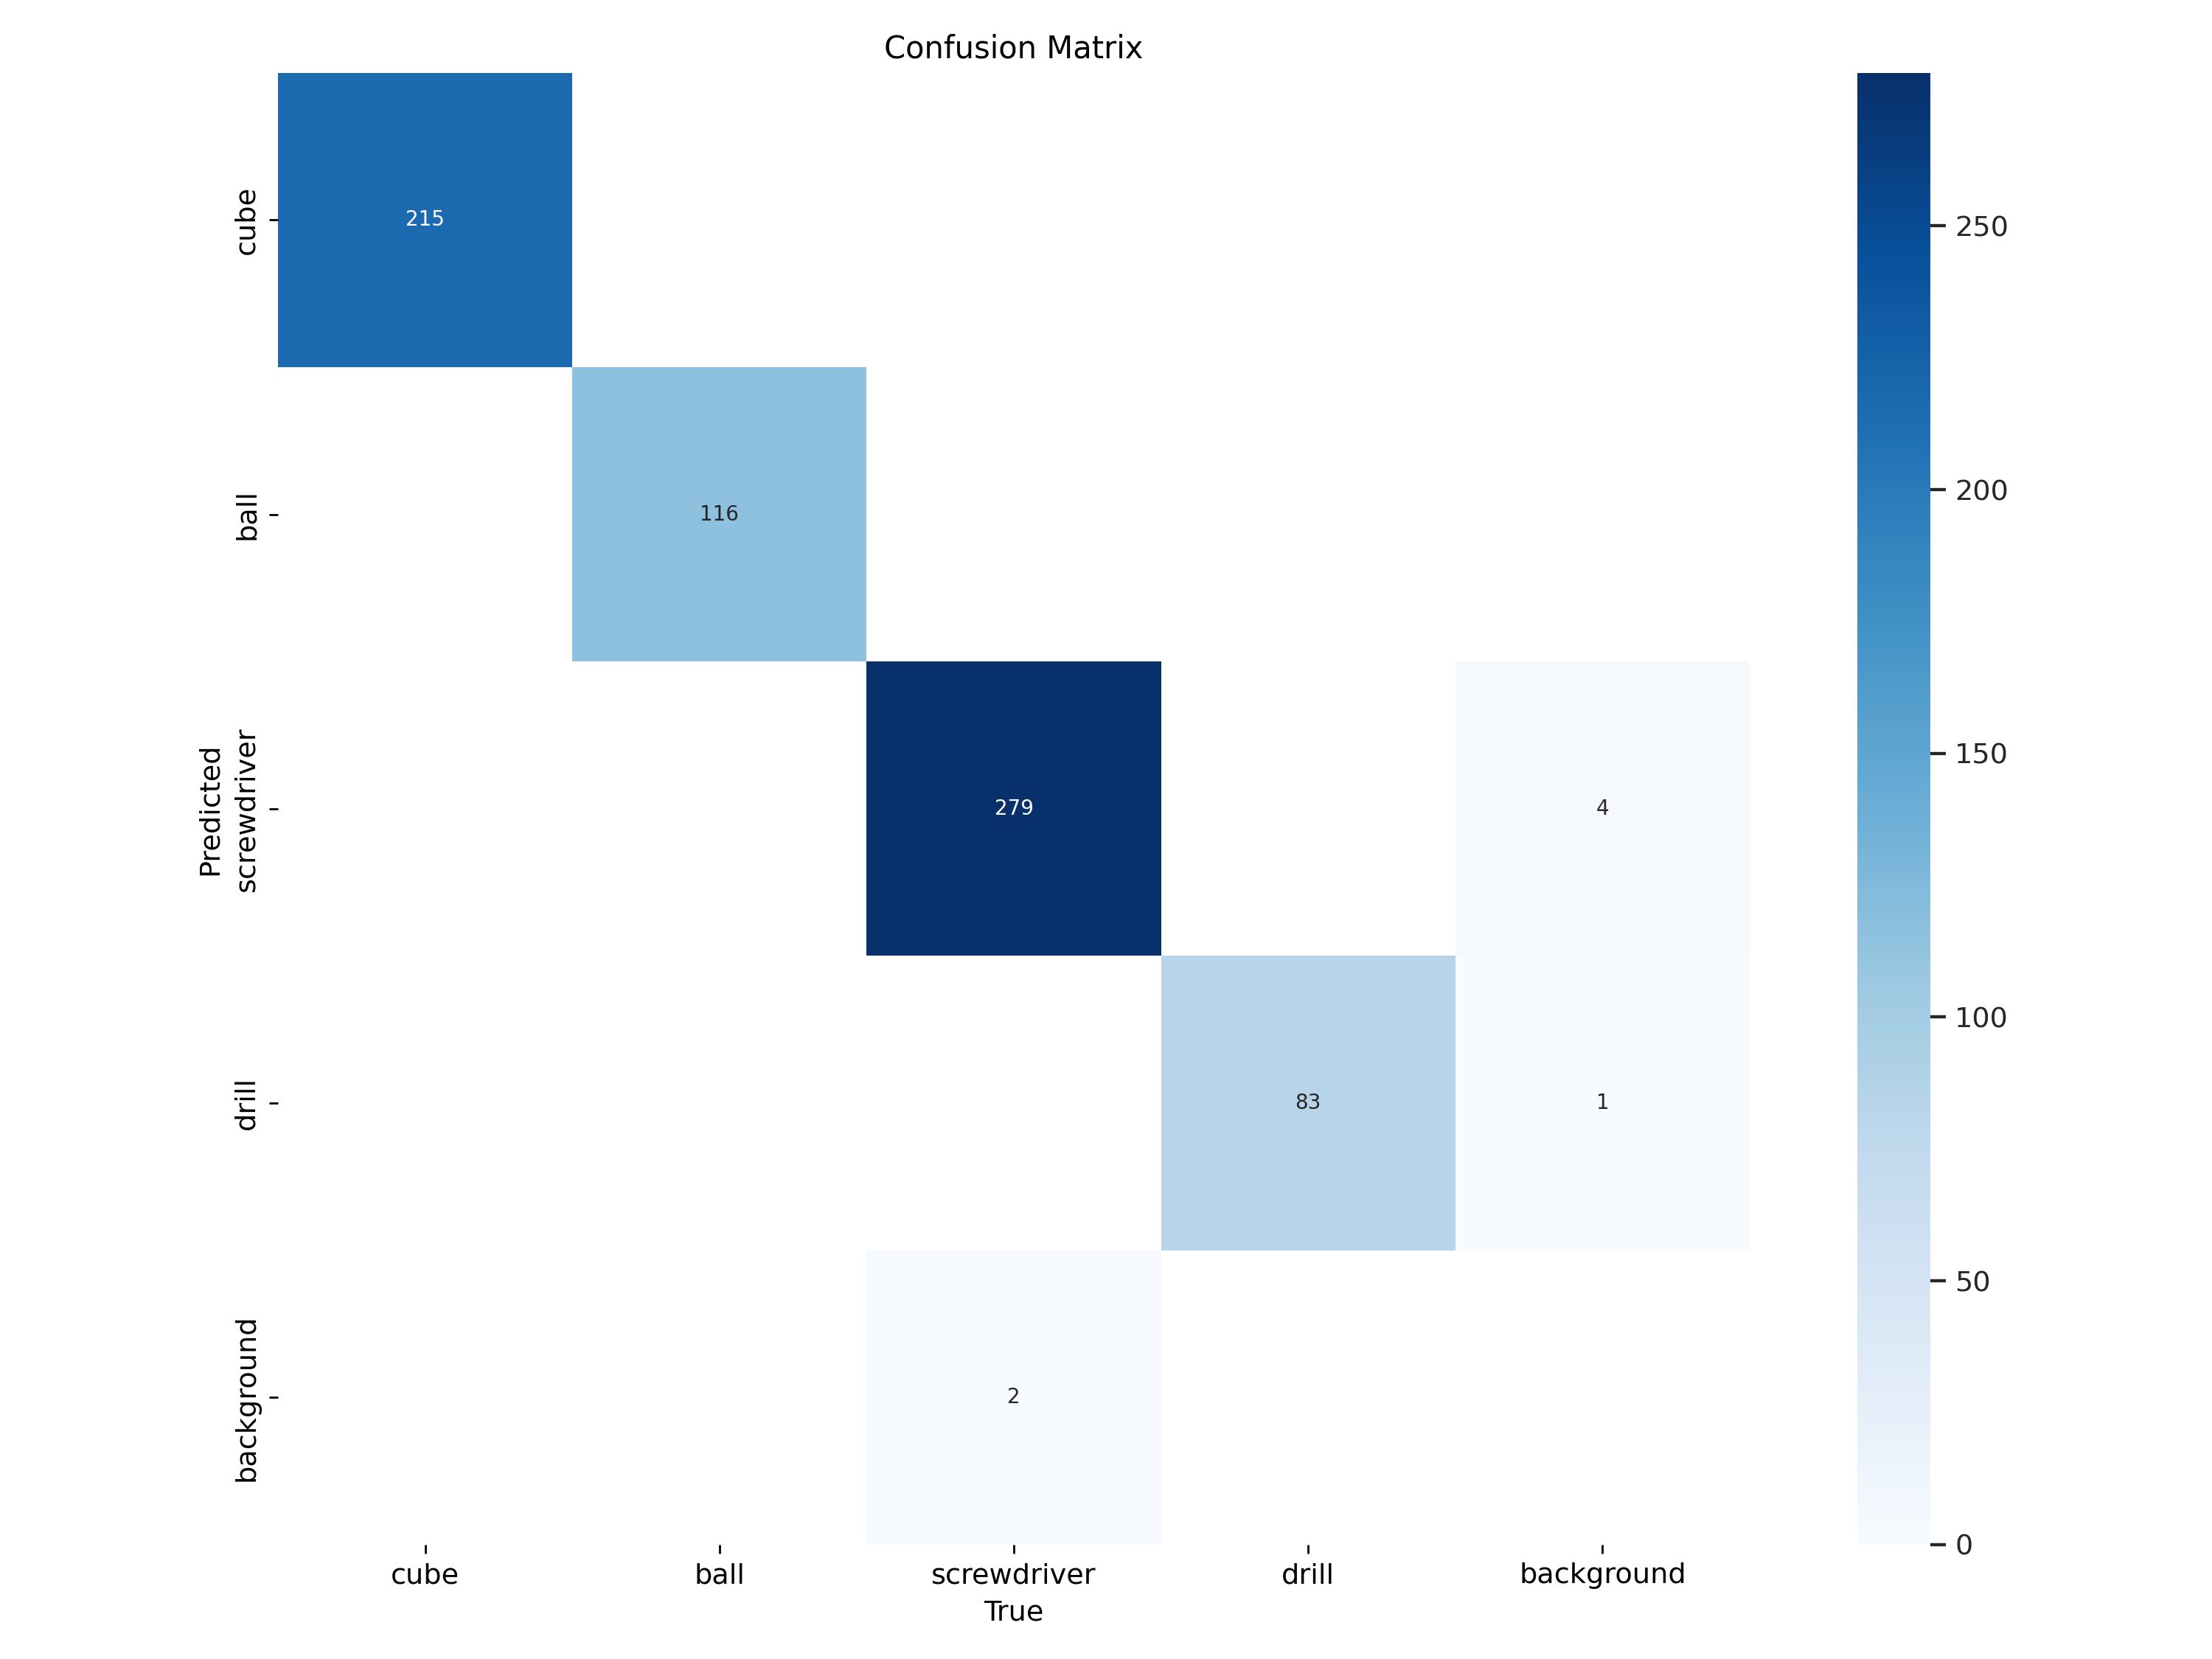 Confusion Matrix
cube
ball
screwdriver
drill
background
Predicted
215
116
279
4
83
1
2
cube ball screwdriver drill background
True
250
200
150
100
50
0